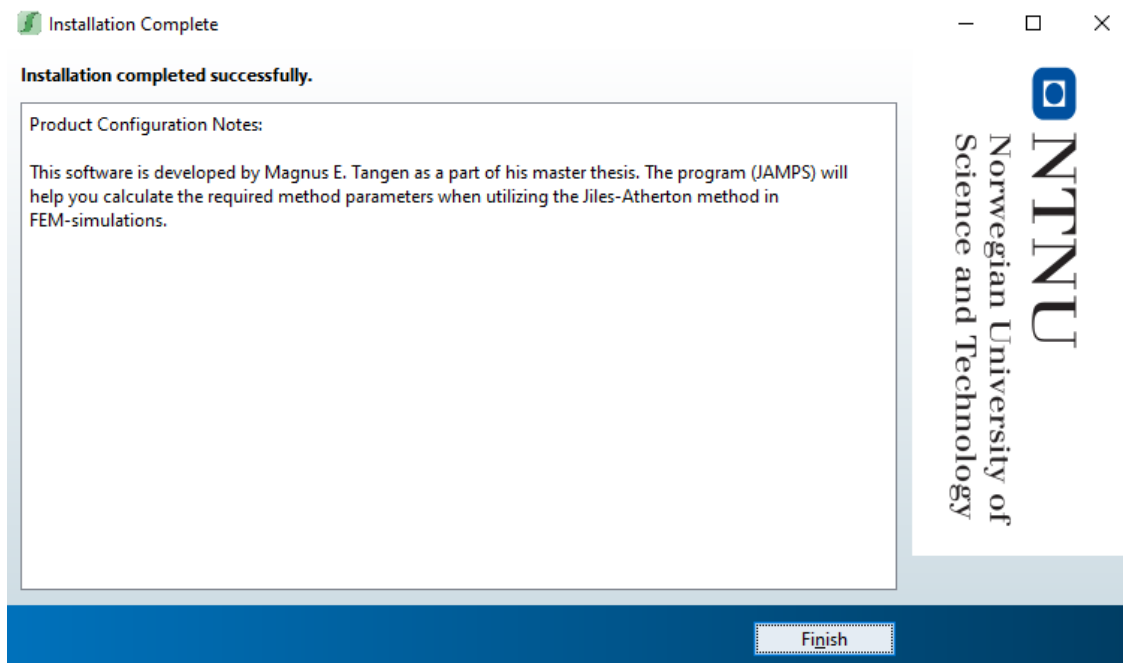 Installation Complete
Installation completed successfully.
Product Configuration Notes:
This software is developed by Magnus E. Tangen as a part of his master thesis. The program (JAMPS) will
help you calculate the required method parameters when utilizing the Jiles-Atherton method in
FEM-simulations.
NTNU
Norwegian University of
Science and Technology
Finish